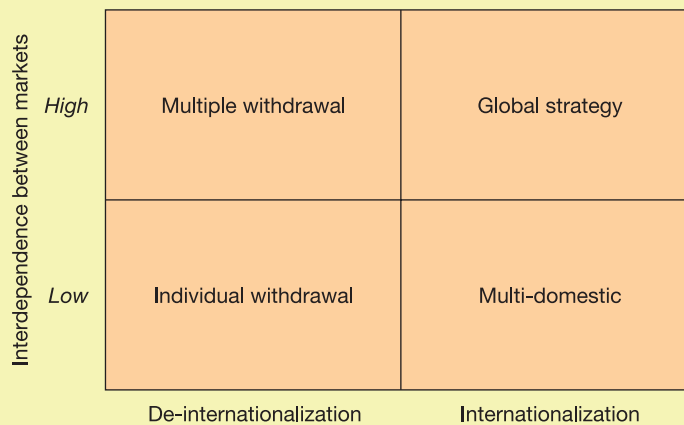 Interdependence between markets
High
Multiple withdrawal
Global strategy
Low
Individual withdrawal
Multi-domestic
De-internationalization
Internationalization